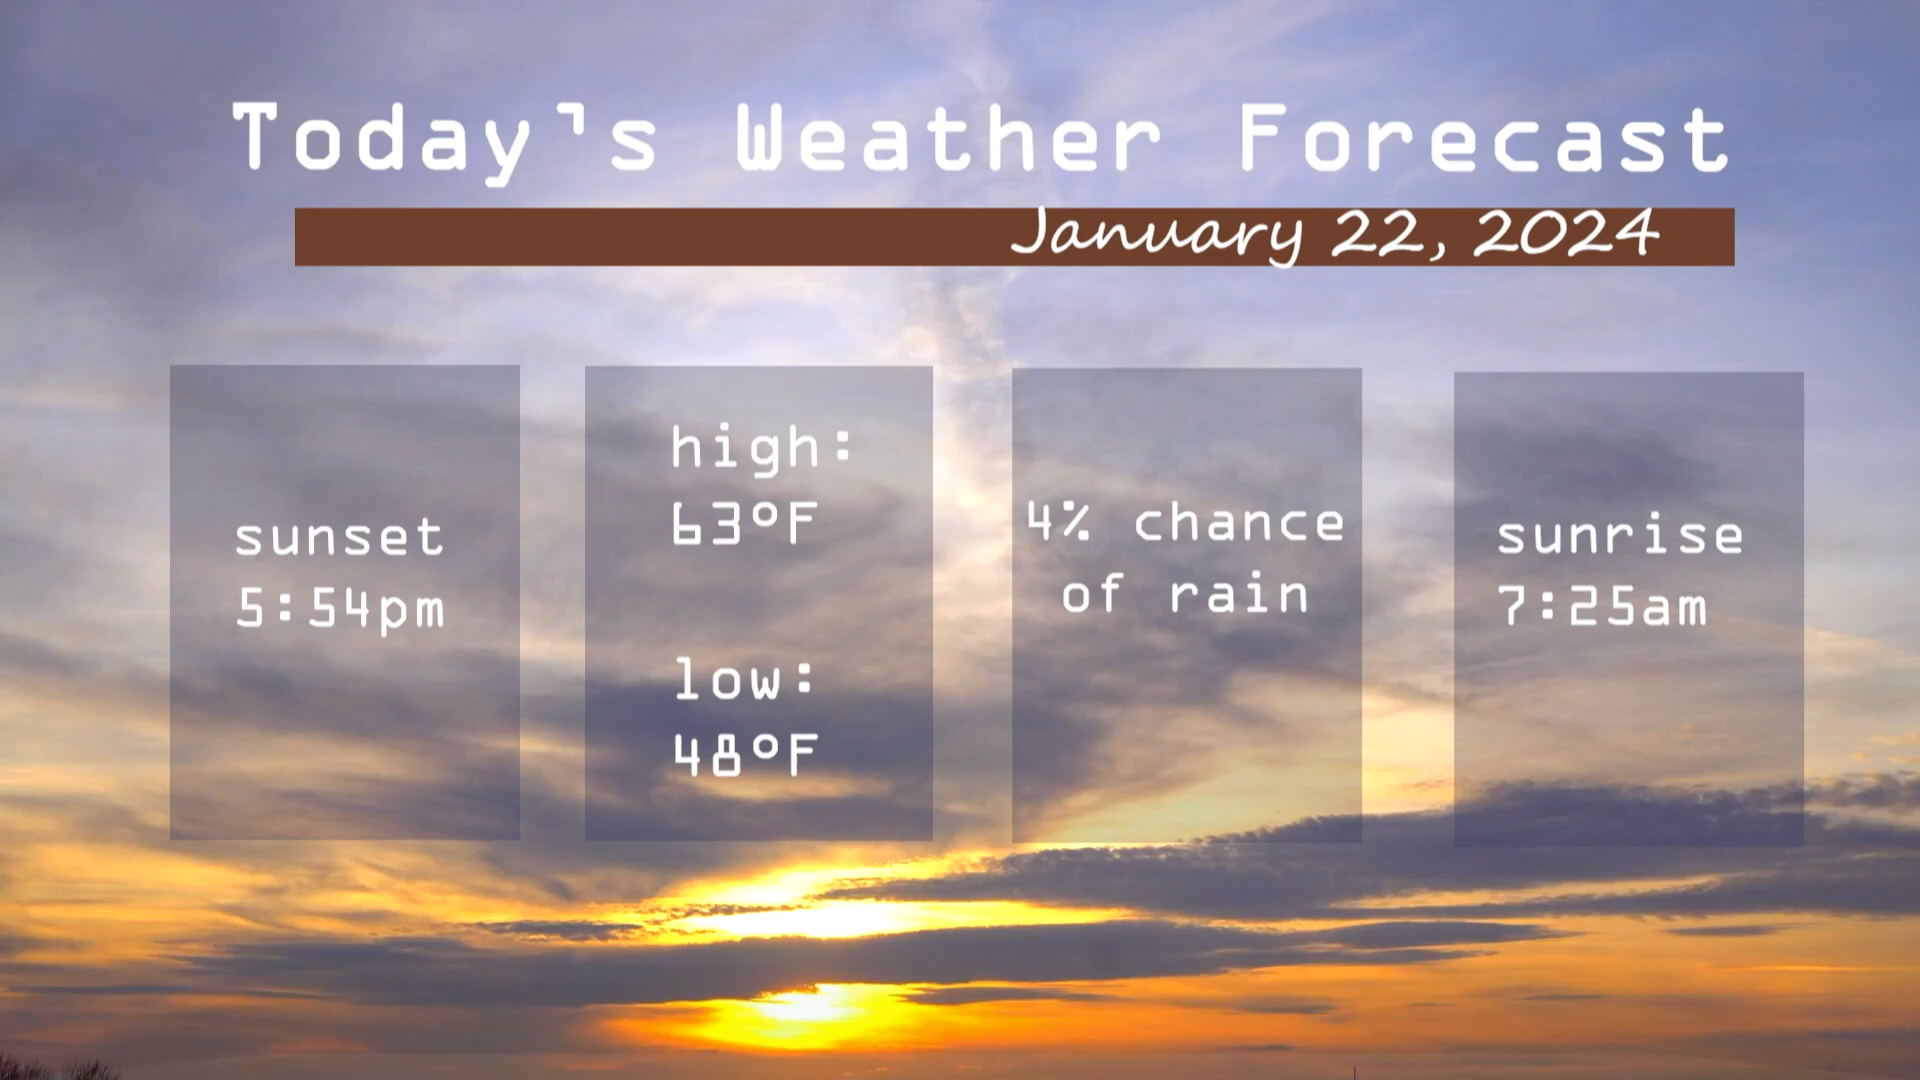 Today's Weather Forecast
January 22, 2024
sunset
5:54pm
high:
63°F
low:
48°F
4% chance
of rain
sunrise
7:25am